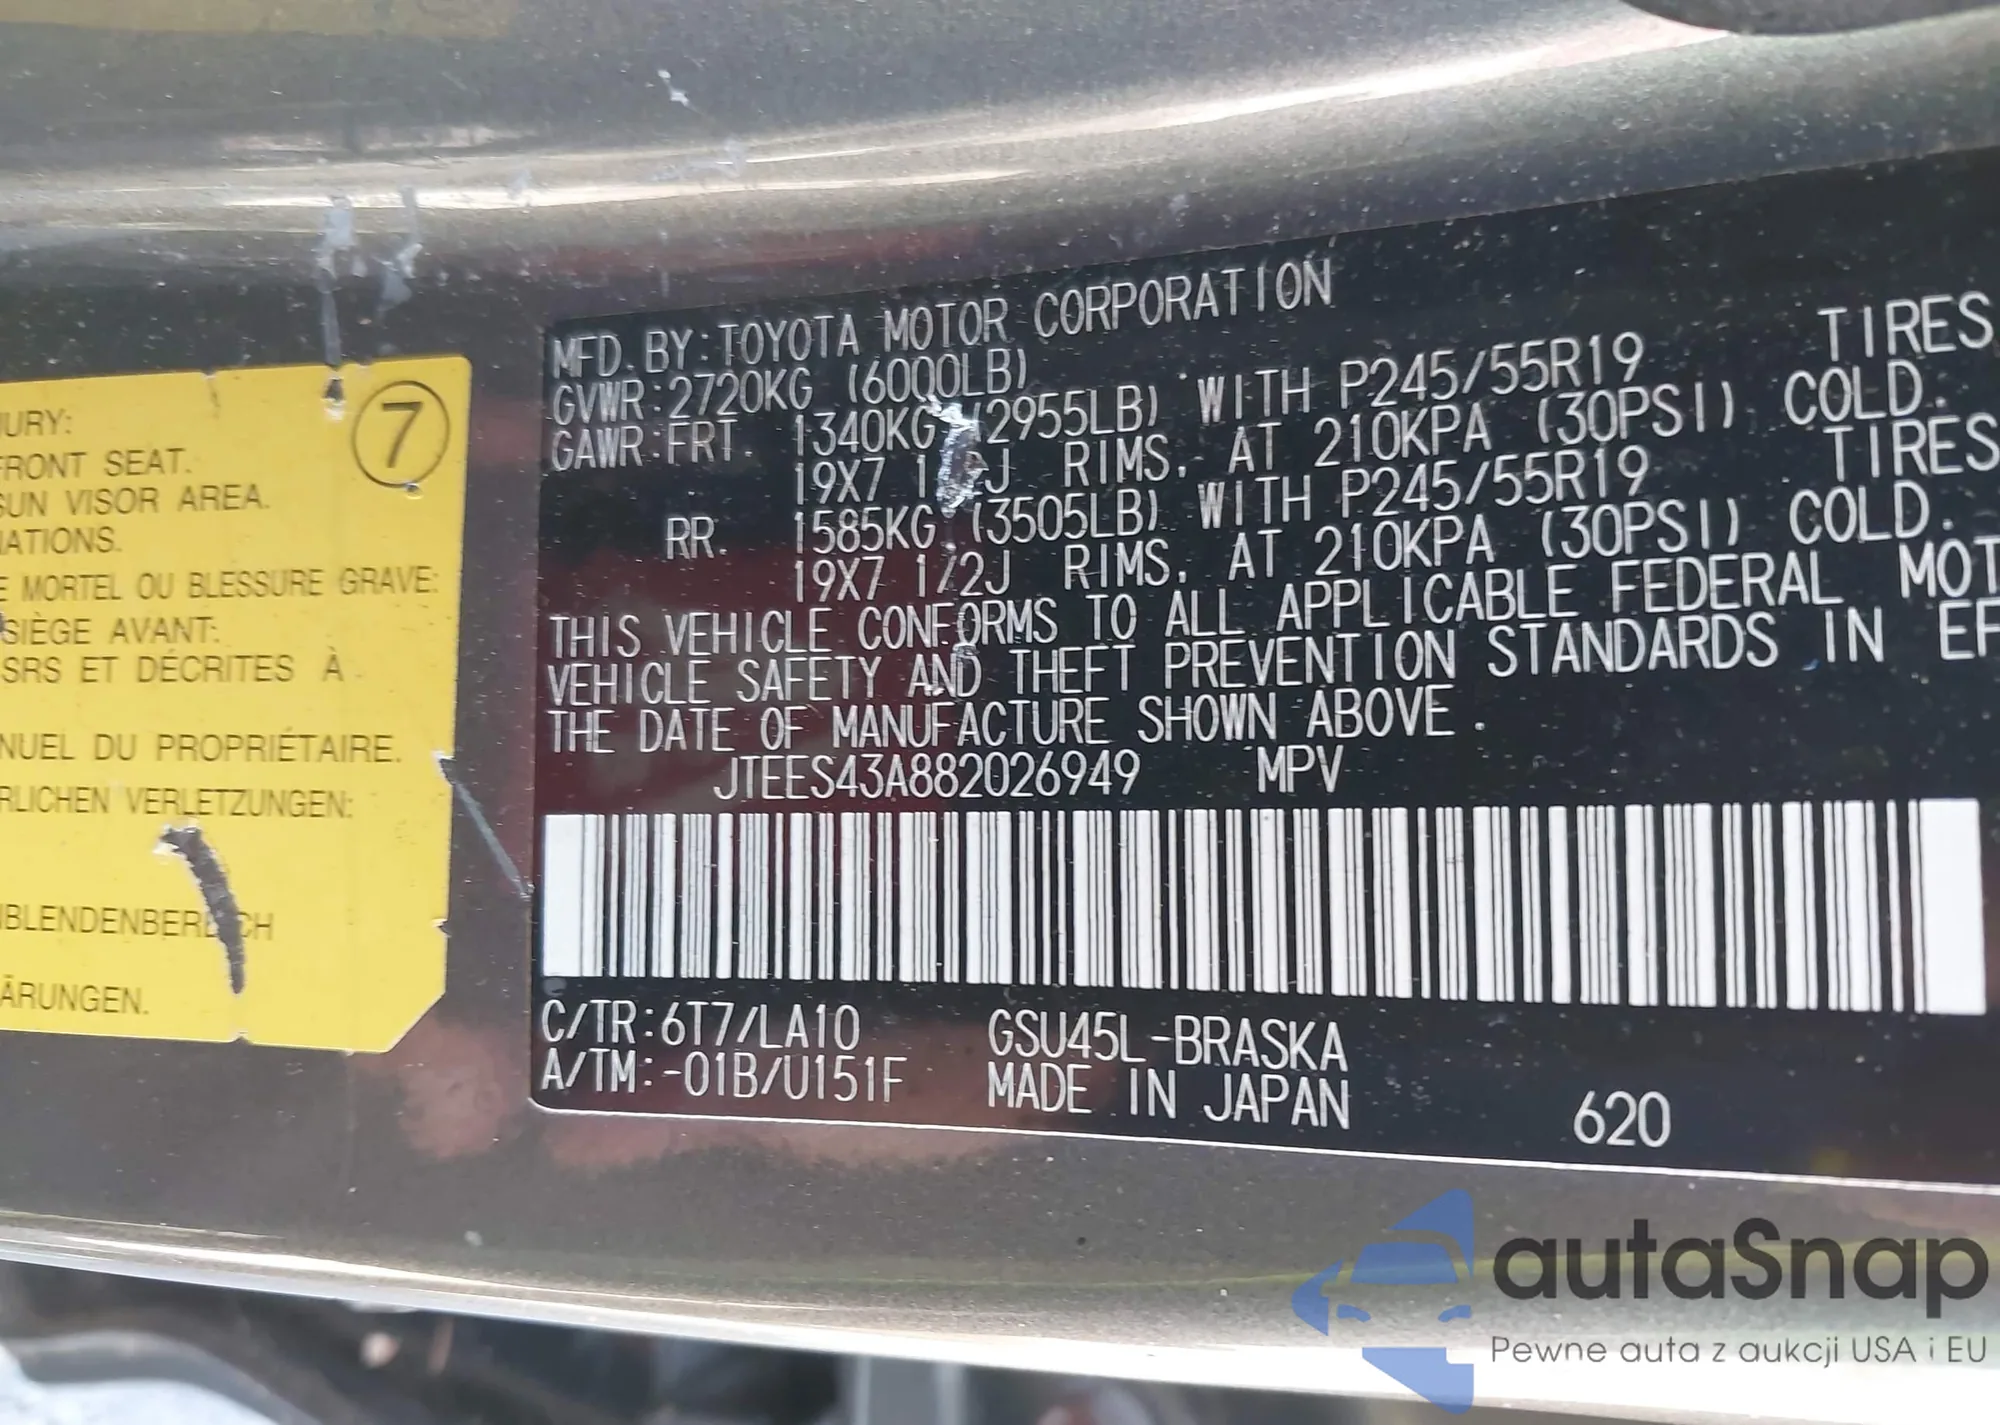 JURY:
FRONT SEAT.
SUN VISOR AREA.
MORTEL OU BLESSURE GRAVE:
SIÈGE AVANT:
SRS ET DÉCRITES À
DU PROPRIÉTAIRE.
VERLETZUNGEN:
7
MFD. BY: TOYOTA MOTOR CORPORATION
GVWR: 2720KG (6000LB)
GAWR: FRT. 1340KG (2955LB) WITH P245/55R19 TIRES
19X7 1/2J RIMS, AT 210KPA (30PSI) COLD.
RR. 1585KG (3505LB) WITH P245/55R19 TIRES
19X7 1/2J RIMS, AT 210KPA (30PSI) COLD.
THIS VEHICLE CONFORMS TO ALL APPLICABLE FEDERAL MOT
VEHICLE SAFETY AND THEFT PREVENTION STANDARDS IN EF
THE DATE OF MANUFACTURE SHOWN ABOVE.
JTEES43A882026949 MPV
C/TR: 6T7/LA10 GSU45L-BRASKA
A/TM: -01B/U151F MADE IN JAPAN
620
autaSnap
Pewne auta z aukcji USA i EU